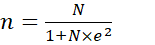 n = N / 1+N×e²